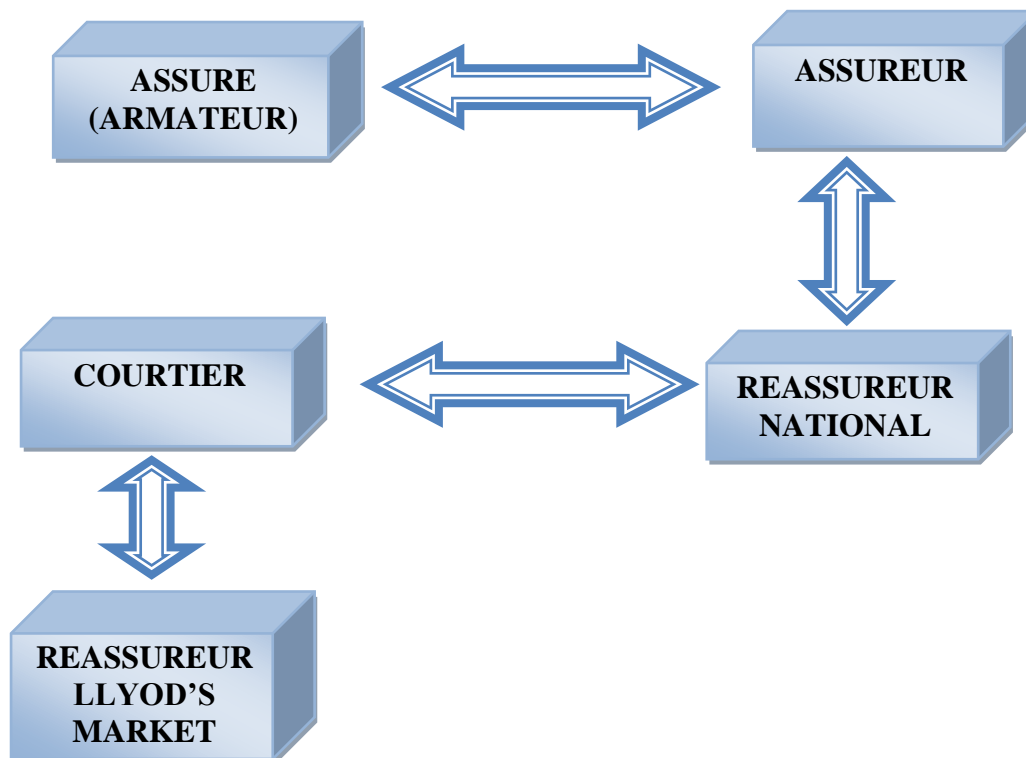 ASSURE
(ARMATEUR)
ASSUREUR
COURTIER
REASSUREUR
NATIONAL
REASSUREUR
LLYOD’S
MARKET